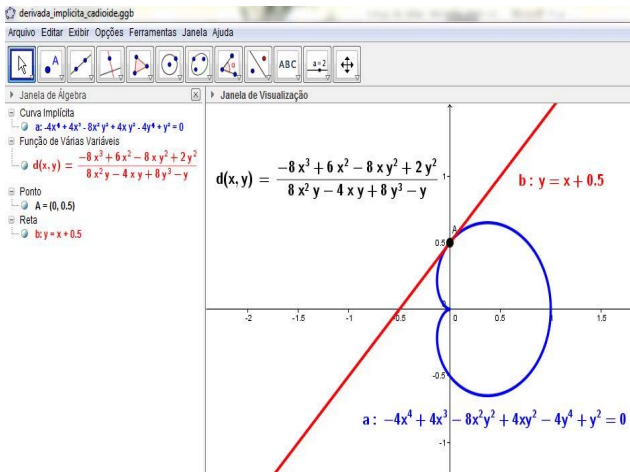 derivada_implicita_cadioide.ggb
Arquivo Editar Exibir Opções Ferramentas Janela Ajuda
A
ABC
a=2
Janela de Álgebra
Janela de Visualização
Curva Implícita
a: -4x⁴ + 4x³ - 8x² y² + 4x y² - 4y⁴ + y² = 0
Função de Várias Variáveis
d(x,y) = (-8 x³ + 6 x² - 8 x y² + 2 y²) / (8 x² y - 4 x y + 8 y³ - y)
Ponto
A = (0, 0.5)
Reta
b: y = x + 0.5
d(x, y) = (-8 x³ + 6 x² - 8 x y² + 2 y²) / (8 x² y - 4 x y + 8 y³ - y)
1
b : y = x + 0.5
A
0.5
0
-2 -1.5 -1 -0.5 0 0.5 1 1.5
-0.5
a : -4x⁴ + 4x³ - 8x²y² + 4xy² - 4y⁴ + y² = 0
-1